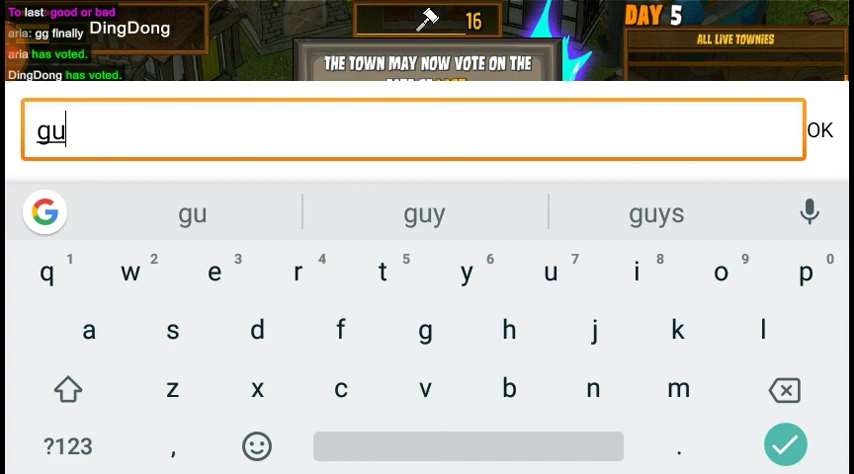 To last: good or bad
aria: gg finally
DingDong
aria has voted.
DingDong has voted.
16
DAY 5
ALL LIVE TOWNIES
THE TOWN MAY NOW VOTE ON THE
gu
OK
G gu guy guys
q 1 w 2 e 3 r 4 t 5 y 6 u 7 i 8 o 9 p 0
a s d f g h j k l
z x c v b n m
?123 , .